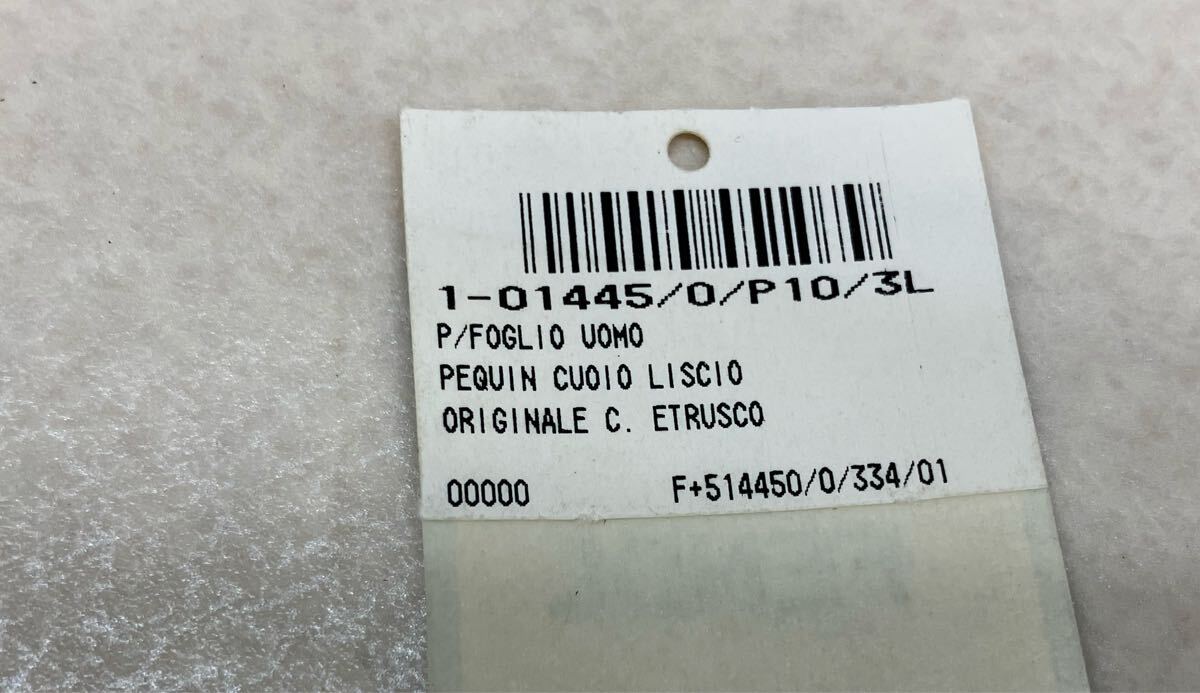 1-01445/0/P10/3L
P/FOGLIO UOMO
PEQUIN CUOIO LISCIO
ORIGINALE C. ETRUSCO
00000 F+514450/0/334/01